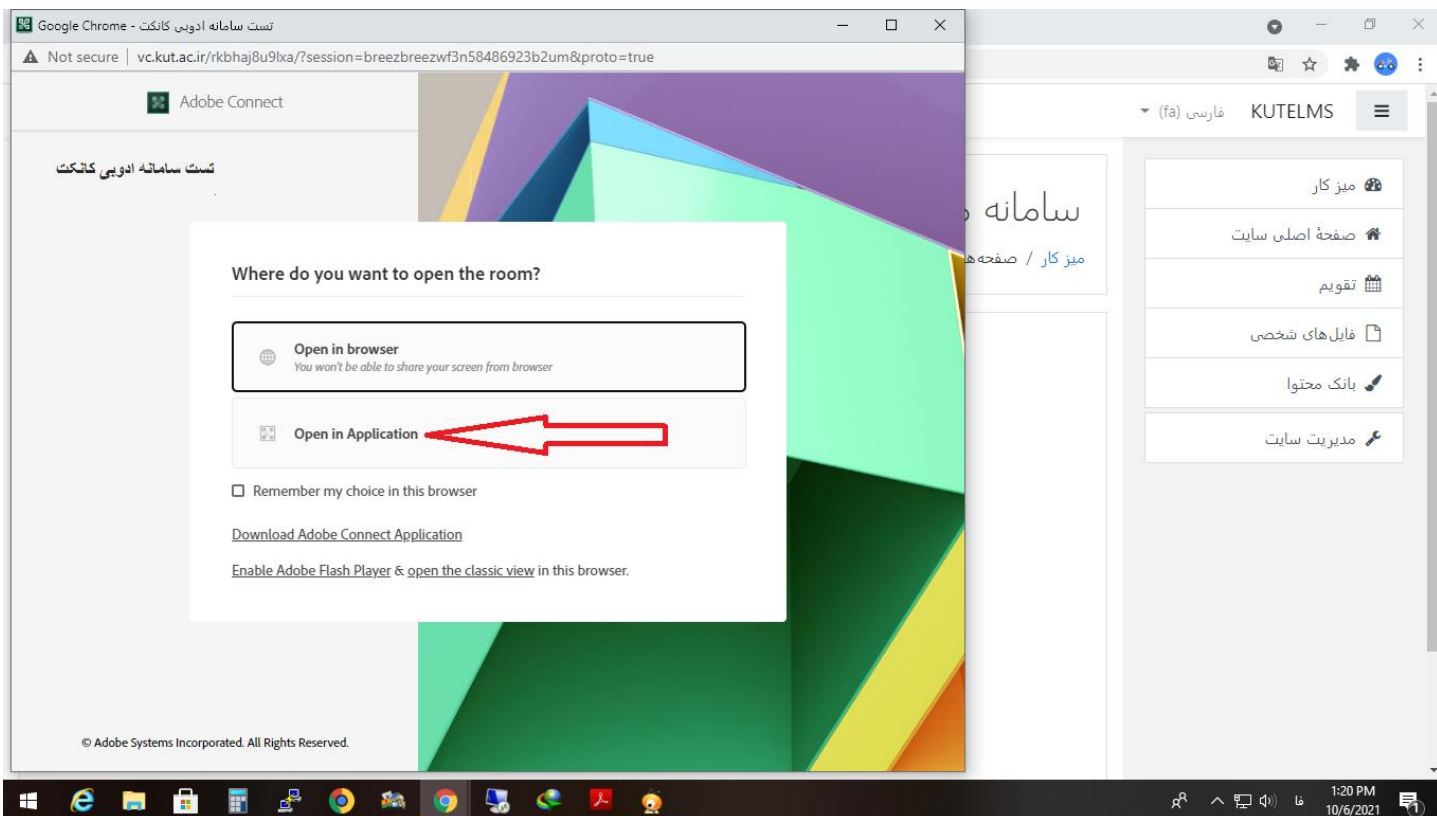 تست سامانه ادوبی کانکت - Google Chrome
Not secure | vc.kut.ac.ir/rkbhaj8u9lxa/?session=breezbreezwf3n58486923b2um&proto=true
Adobe Connect
تست سامانه ادوبی کانکت
Where do you want to open the room?
Open in browser
You won't be able to share your screen from browser
Open in Application
Remember my choice in this browser
Download Adobe Connect Application
Enable Adobe Flash Player & open the classic view in this browser.
© Adobe Systems Incorporated. All Rights Reserved.
KUTELMS فارسی ‎(fa)‎
سامانه
میز کار / صفحه‌ه
میز کار
صفحهٔ اصلی سایت
تقویم
فایل‌های شخصی
بانک محتوا
مدیریت سایت
فا
1:20 PM
10/6/2021
1